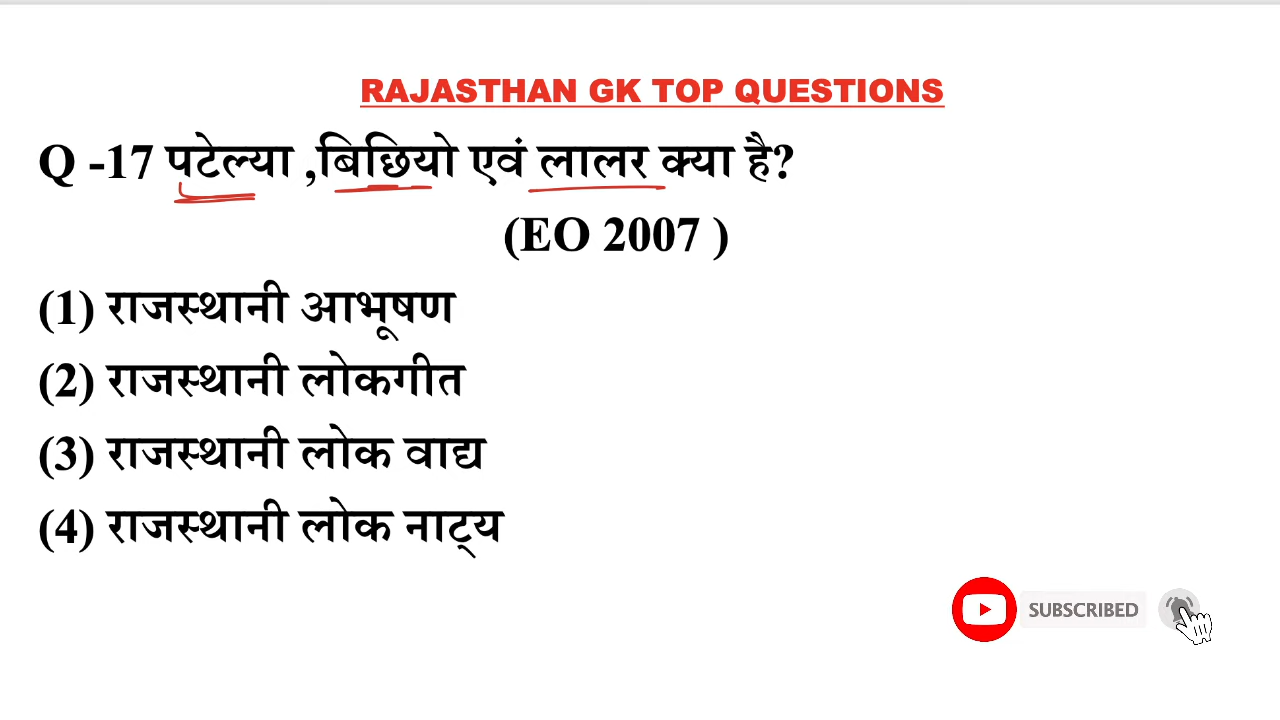 RAJASTHAN GK TOP QUESTIONS
Q -17 पटेल्या ,बिछियो एवं लालर क्या है?
(EO 2007 )
(1) राजस्थानी आभूषण
(2) राजस्थानी लोकगीत
(3) राजस्थानी लोक वाद्य
(4) राजस्थानी लोक नाट्य
SUBSCRIBED